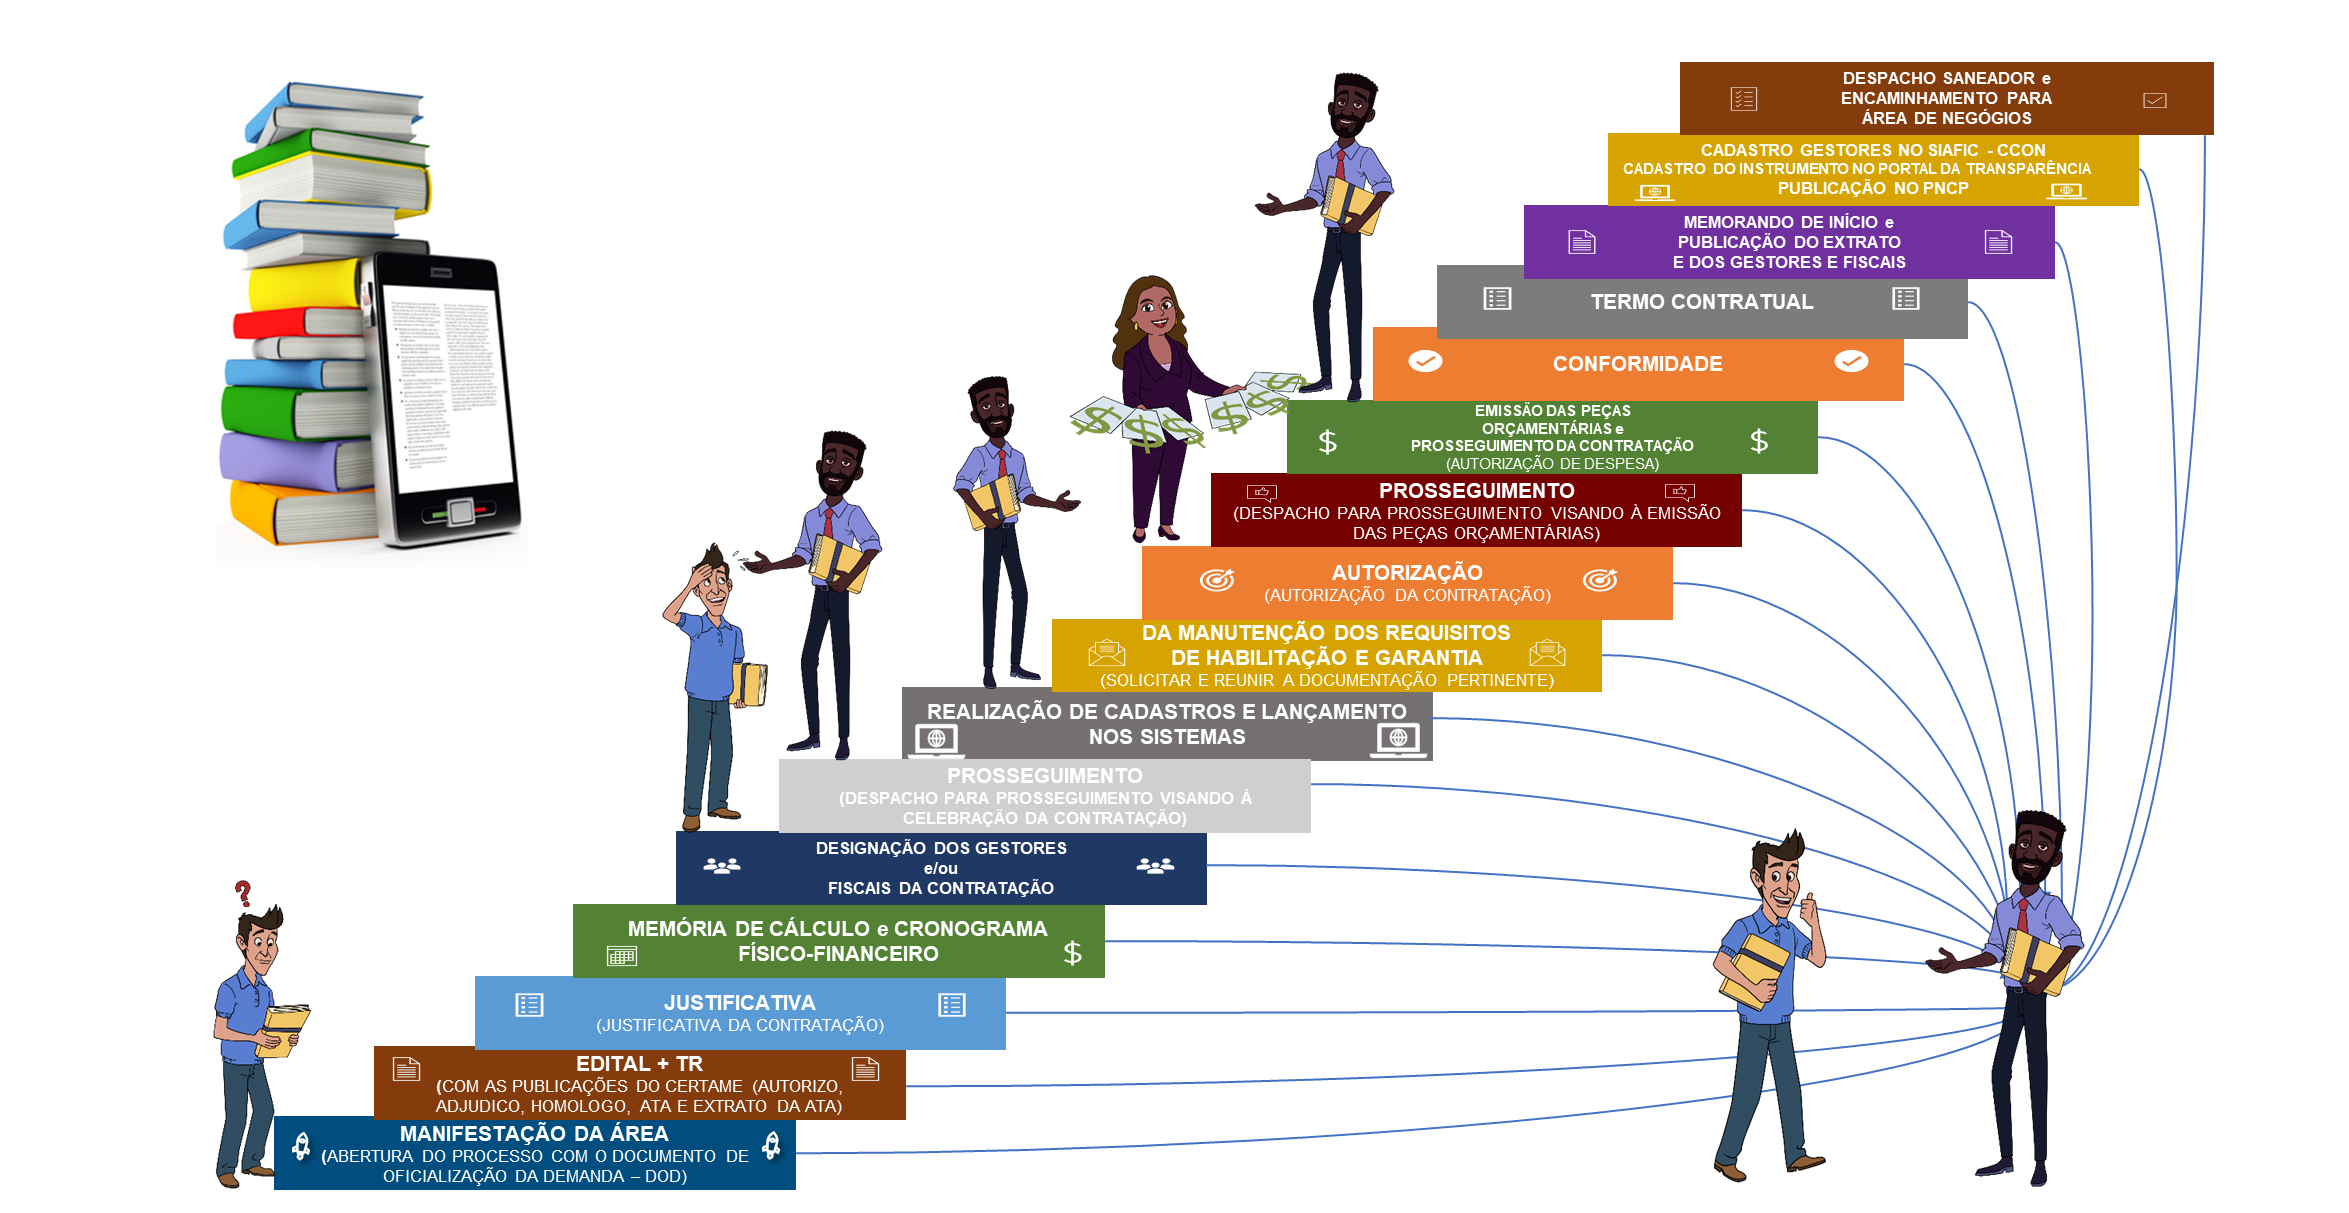 DESPACHO SANEADOR e
ENCAMINHAMENTO PARA
ÁREA DE NEGÓGIOS
CADASTRO GESTORES NO SIAFIC - CCON
CADASTRO DO INSTRUMENTO NO PORTAL DA TRANSPARÊNCIA
PUBLICAÇÃO NO PNCP
MEMORANDO DE INÍCIO e
PUBLICAÇÃO DO EXTRATO
E DOS GESTORES E FISCAIS
TERMO CONTRATUAL
CONFORMIDADE
EMISSÃO DAS PEÇAS
ORÇAMENTÁRIAS e
PROSSEGUIMENTO DA CONTRATAÇÃO
(AUTORIZAÇÃO DE DESPESA)
PROSSEGUIMENTO
(DESPACHO PARA PROSSEGUIMENTO VISANDO À EMISSÃO
DAS PEÇAS ORÇAMENTÁRIAS)
AUTORIZAÇÃO
(AUTORIZAÇÃO DA CONTRATAÇÃO)
DA MANUTENÇÃO DOS REQUISITOS
DE HABILITAÇÃO E GARANTIA
(SOLICITAR E REUNIR A DOCUMENTAÇÃO PERTINENTE)
REALIZAÇÃO DE CADASTROS E LANÇAMENTO
NOS SISTEMAS
PROSSEGUIMENTO
(DESPACHO PARA PROSSEGUIMENTO VISANDO À
CELEBRAÇÃO DA CONTRATAÇÃO)
DESIGNAÇÃO DOS GESTORES
e/ou
FISCAIS DA CONTRATAÇÃO
MEMÓRIA DE CÁLCULO e CRONOGRAMA
FÍSICO-FINANCEIRO
JUSTIFICATIVA
(JUSTIFICATIVA DA CONTRATAÇÃO)
EDITAL + TR
(COM AS PUBLICAÇÕES DO CERTAME (AUTORIZO,
ADJUDICO, HOMOLOGO, ATA E EXTRATO DA ATA)
MANIFESTAÇÃO DA ÁREA
(ABERTURA DO PROCESSO COM O DOCUMENTO DE
OFICIALIZAÇÃO DA DEMANDA – DOD)